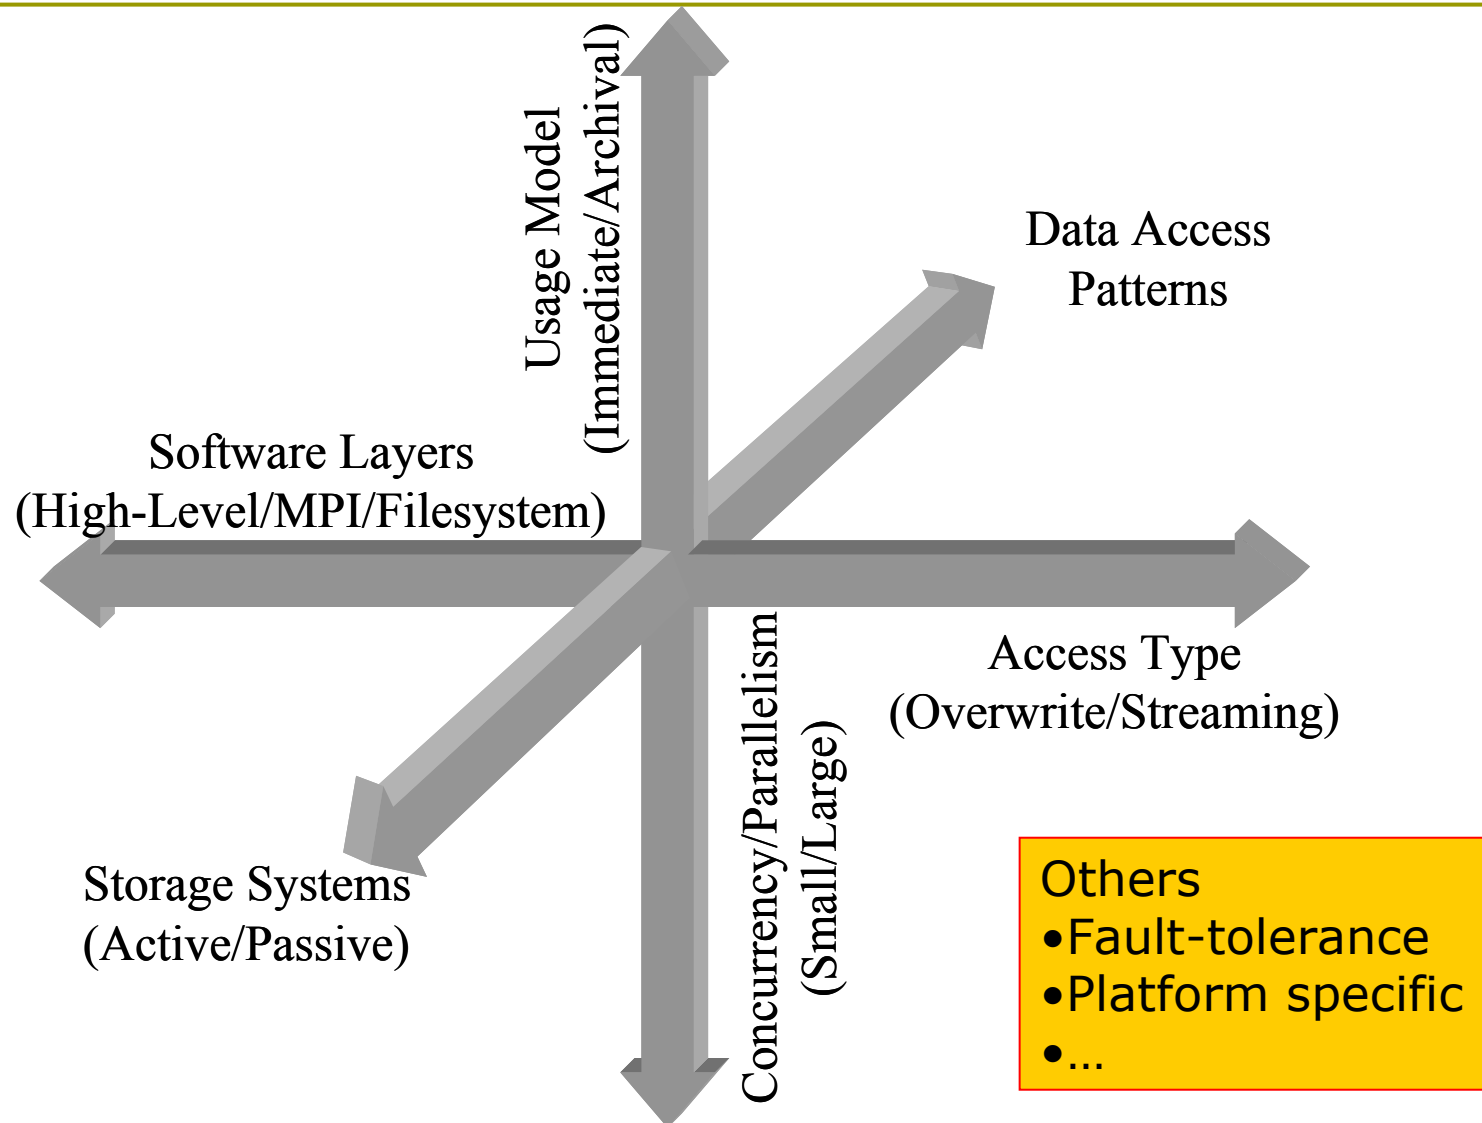 Usage Model
(Immediate/Archival)
Data Access
Patterns
Software Layers
(High-Level/MPI/Filesystem)
Access Type
(Overwrite/Streaming)
Concurrency/Parallelism
(Small/Large)
Storage Systems
(Active/Passive)
Others
•Fault-tolerance
•Platform specific
•...